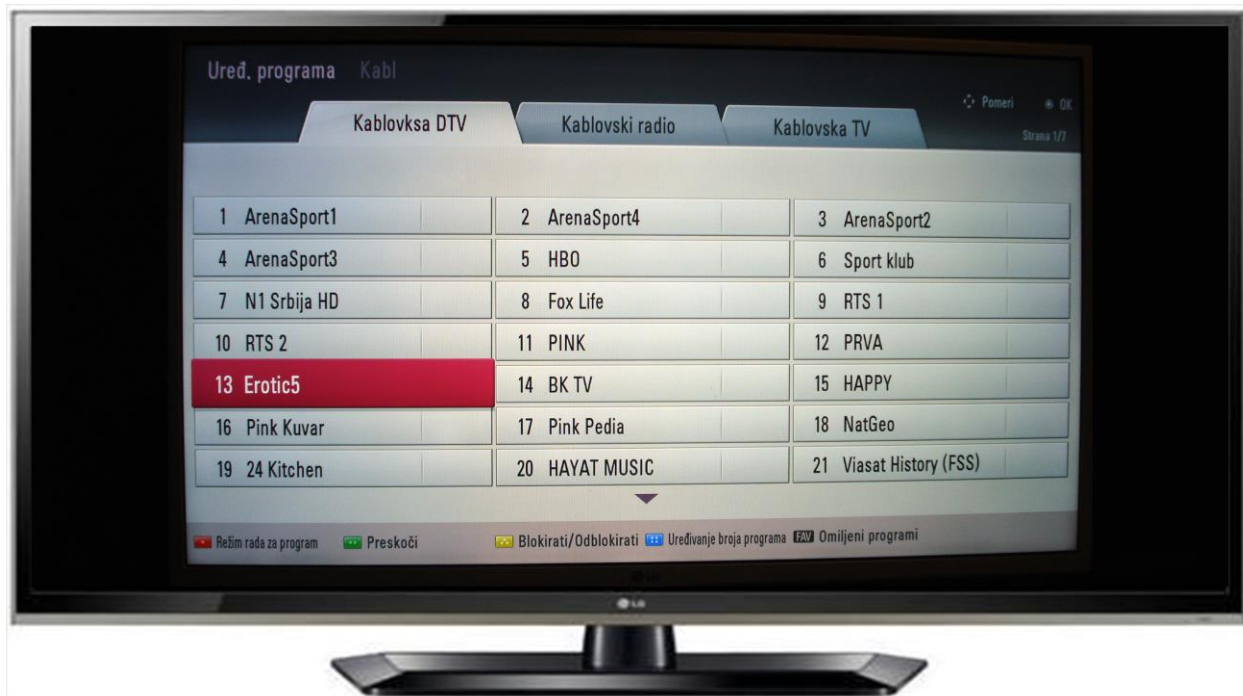 Uređ. programa Kabl
Pomeri OK
Kablovksa DTV Kablovski radio Kablovska TV
Strana 1/7
1 ArenaSport1 2 ArenaSport4 3 ArenaSport2
4 ArenaSport3 5 HBO 6 Sport klub
7 N1 Srbija HD 8 Fox Life 9 RTS 1
10 RTS 2 11 PINK 12 PRVA
13 Erotic5 14 BK TV 15 HAPPY
16 Pink Kuvar 17 Pink Pedia 18 NatGeo
19 24 Kitchen 20 HAYAT MUSIC 21 Viasat History (FSS)
Režim rada za program Preskoči Blokirati/Odblokirati Uređivanje broja programa FAV Omiljeni programi
LG
LG